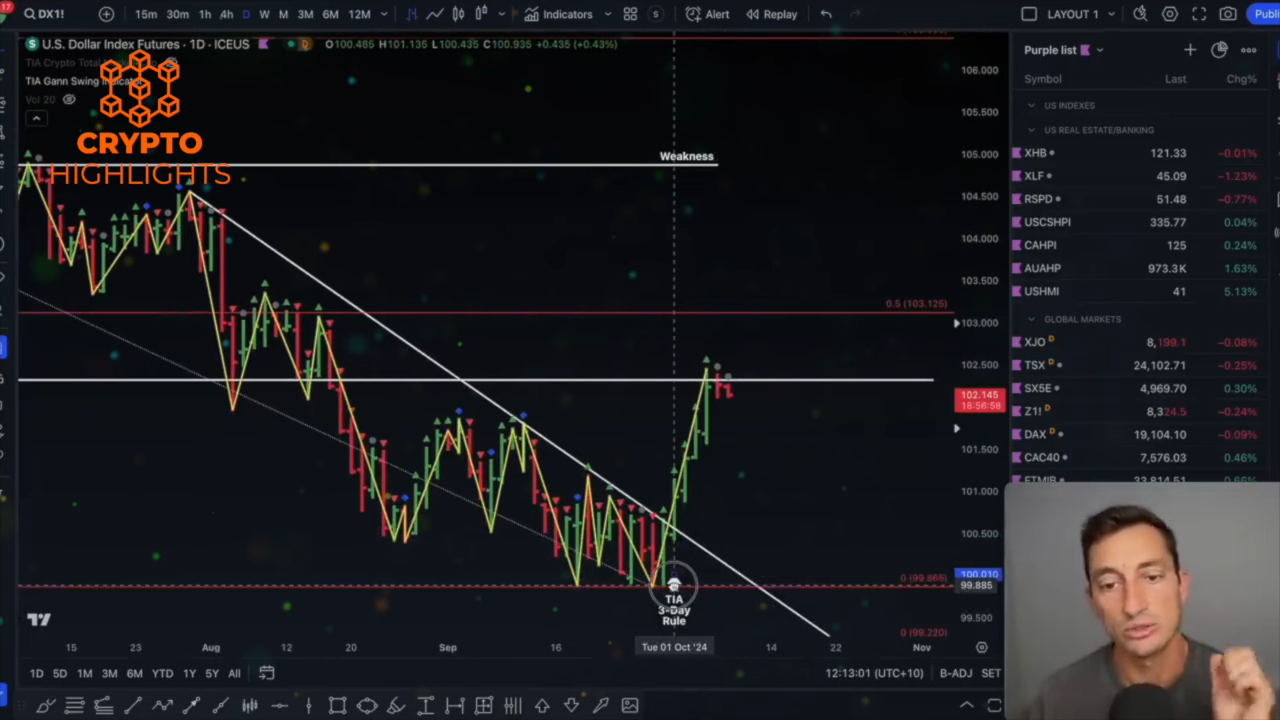 17
DX1!
15m 30m 1h 4h D W M 3M 6M 12M
Indicators
Alert
Replay
LAYOUT 1
Publi
U.S. Dollar Index Futures · 1D · ICEUS
D
O100.485 H101.135 L100.435 C100.935 +0.435 (+0.43%)
TIA Gann Swing Indicator
Vol 20
CRYPTO
HIGHLIGHTS
Weakness
0.5 (103.125)
0 (99.865)
0 (99.220)
TIA
3-Day
Rule
106.000
105.500
105.000
104.500
104.000
103.500
103.000
102.500
102.145
18:56:58
101.500
101.000
100.500
100.010
99.885
99.500
15 23 Aug 12 20 Sep 16 Tue 01 Oct '24 14 22 Nov
1D 5D 1M 3M 6M YTD 1Y 5Y All
12:13:01 (UTC+10) B-ADJ SET
Purple list
Symbol Last Chg%
US INDEXES
US REAL ESTATE/BANKING
XHB 121.33 −0.01%
XLF 45.09 −1.23%
RSPD 51.48 −0.77%
USCSHPI 335.77 0.04%
CAHPI 125 0.24%
AUAHP 973.3K 1.63%
USHMI 41 5.13%
GLOBAL MARKETS
XJO D 8,199.1 −0.08%
TSX D 24,102.71 −0.25%
SX5E 4,969.70 0.30%
Z1! D 8,324.5 −0.24%
DAX D 19,104.10 −0.09%
CAC40 7,576.03 0.46%